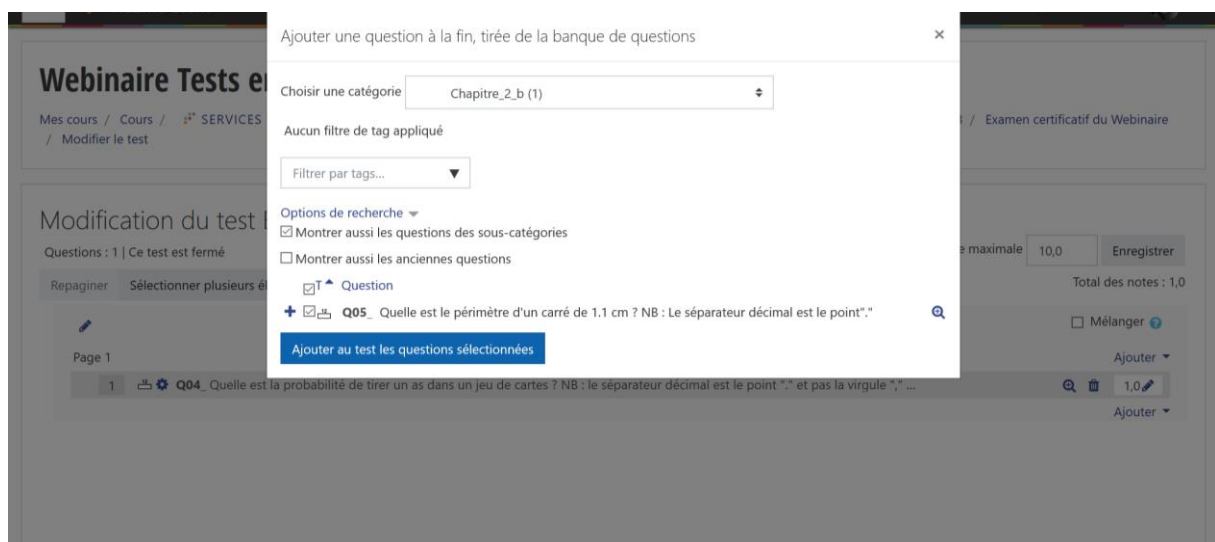 Ajouter une question à la fin, tirée de la banque de questions ×
Webinaire Tests
Choisir une catégorie Chapitre_2_b (1)
Mes cours / Cours / SERVICES / Examen certificatif du Webinaire
/ Modifier le test
Aucun filtre de tag appliqué
Filtrer par tags... ▼
Modification du test
Options de recherche
Montrer aussi les questions des sous-catégories
Questions : 1 | Ce test est fermé maximale 10,0 Enregistrer
Montrer aussi les anciennes questions
Repaginer Sélectionner plusieurs Total des notes : 1,0
T Question
+ Q05_ Quelle est le périmètre d'un carré de 1.1 cm ? NB : Le séparateur décimal est le point"."
Mélanger
Ajouter au test les questions sélectionnées
Page 1 Ajouter
1 Q04_ Quelle est la probabilité de tirer un as dans un jeu de cartes ? NB : le séparateur décimal est le point "." et pas la virgule "," ... 1,0
Ajouter